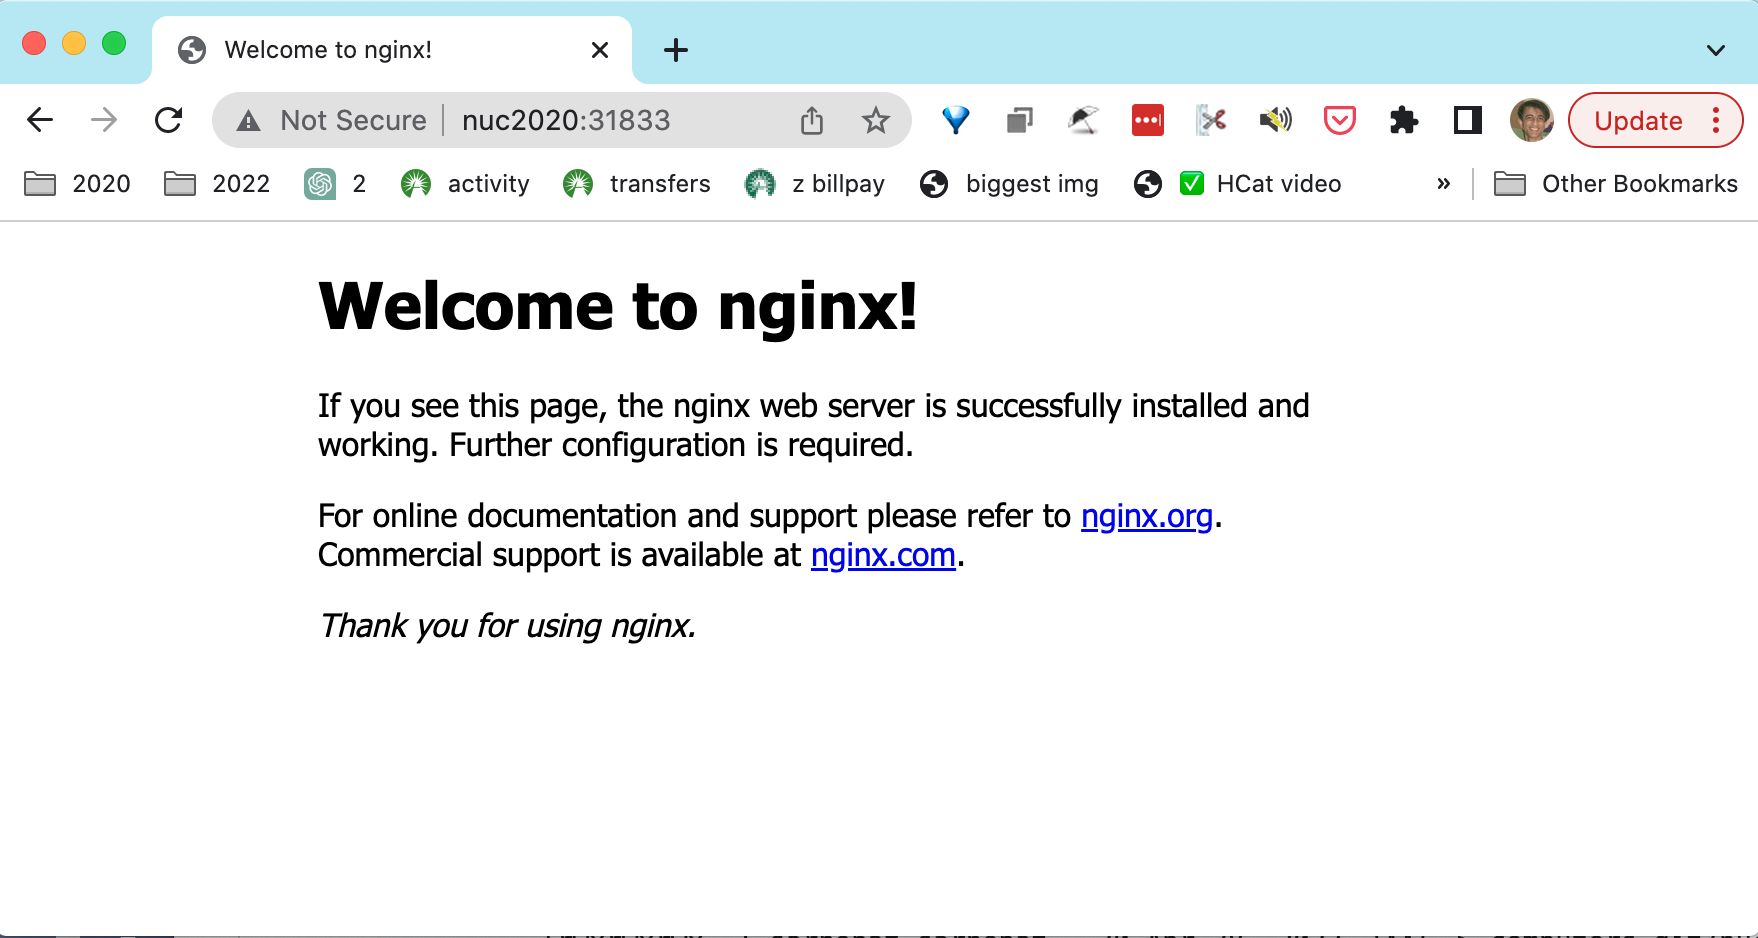 Welcome to nginx!
Not Secure | nuc2020:31833
Update
2020 2022 2 activity transfers z billpay biggest img HCat video » Other Bookmarks
Welcome to nginx!
If you see this page, the nginx web server is successfully installed and
working. Further configuration is required.
For online documentation and support please refer to nginx.org.
Commercial support is available at nginx.com.
Thank you for using nginx.